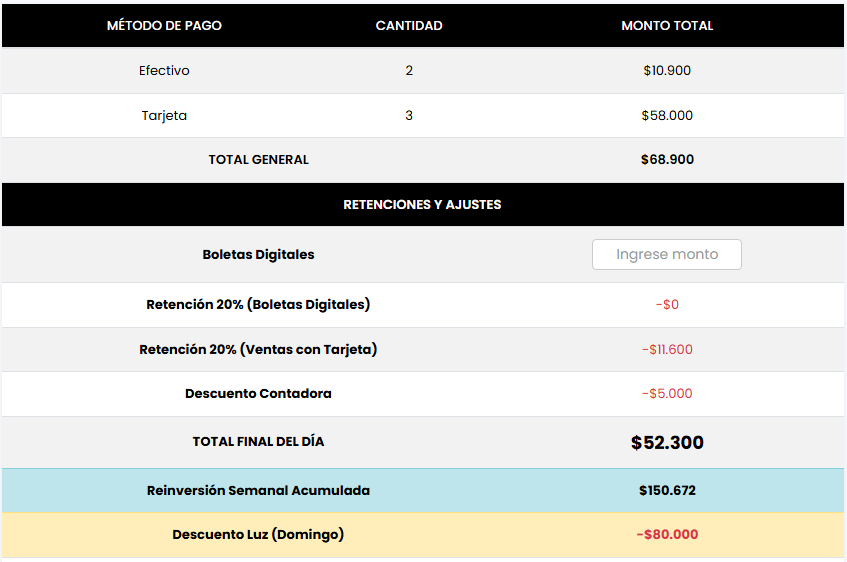 MÉTODO DE PAGO CANTIDAD MONTO TOTAL
Efectivo 2 $10.900
Tarjeta 3 $58.000
TOTAL GENERAL $68.900
RETENCIONES Y AJUSTES
Boletas Digitales Ingrese monto
Retención 20% (Boletas Digitales) -$0
Retención 20% (Ventas con Tarjeta) -$11.600
Descuento Contadora -$5.000
TOTAL FINAL DEL DÍA $52.300
Reinversión Semanal Acumulada $150.672
Descuento Luz (Domingo) -$80.000